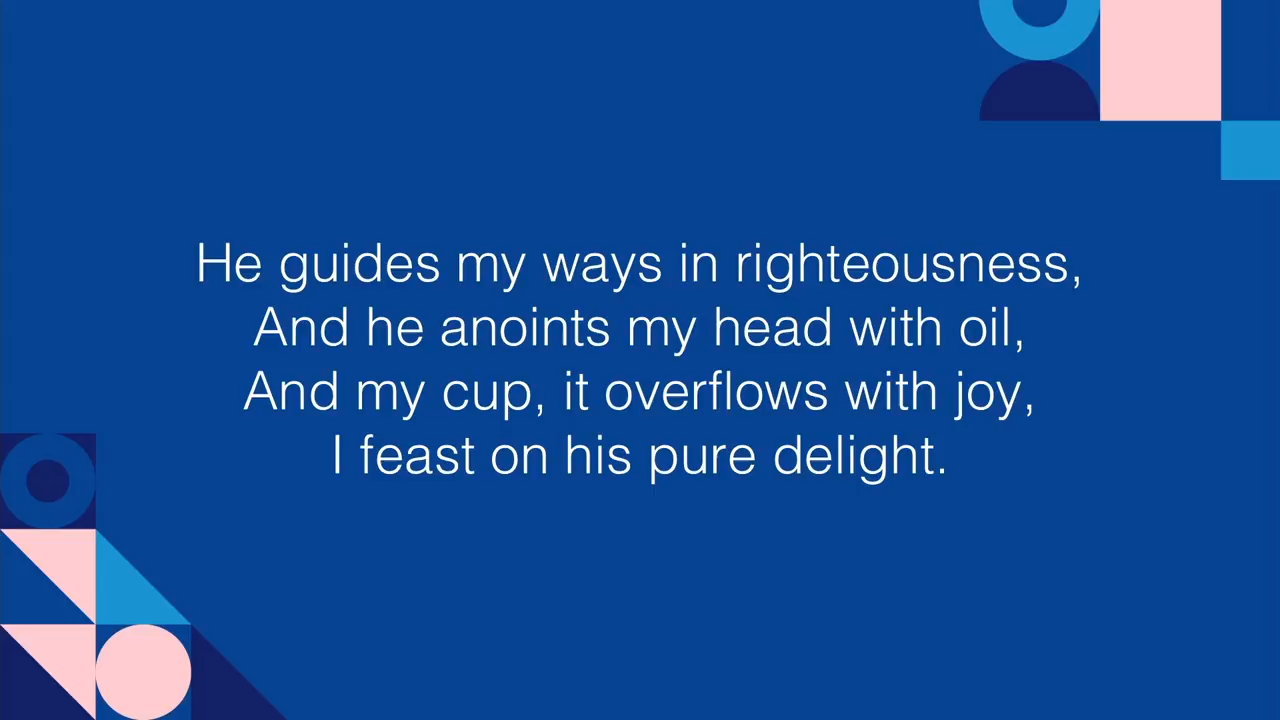 He guides my ways in righteousness,
And he anoints my head with oil,
And my cup, it overflows with joy,
I feast on his pure delight.